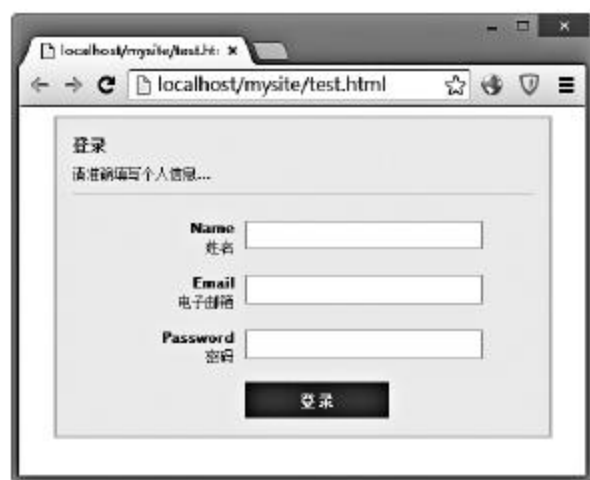 localhost/mysite/test.ht
localhost/mysite/test.html
登录
请准确填写个人信息...
Name
姓名
Email
电子邮箱
Password
密码
登录